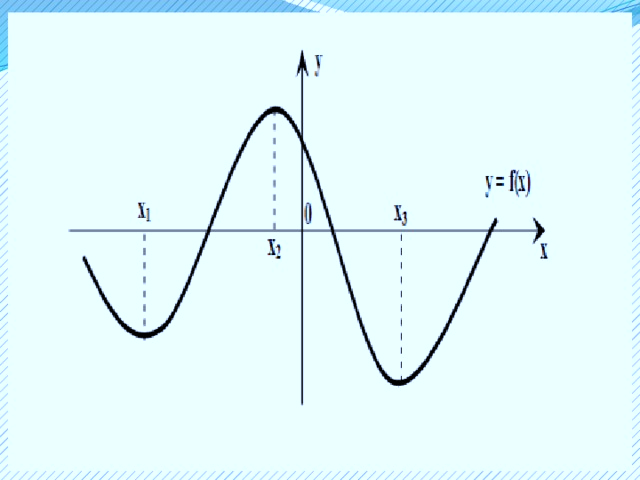 y
y = f(x)
x₁
0
x₃
x₂
x